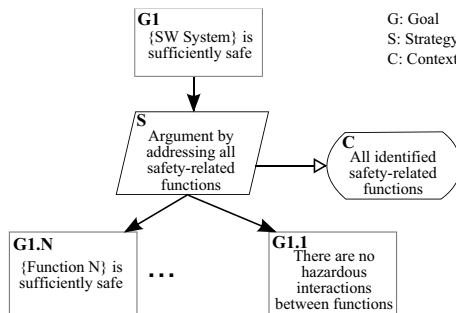 G1
{SW System} is
sufficiently safe
G: Goal
S: Strategy
C: Context
S
Argument by
addressing all
safety-related
functions
C
All identified
safety-related
functions
G1.N
{Function N} is
sufficiently safe
...
G1.1
There are no
hazardous
interactions
between functions